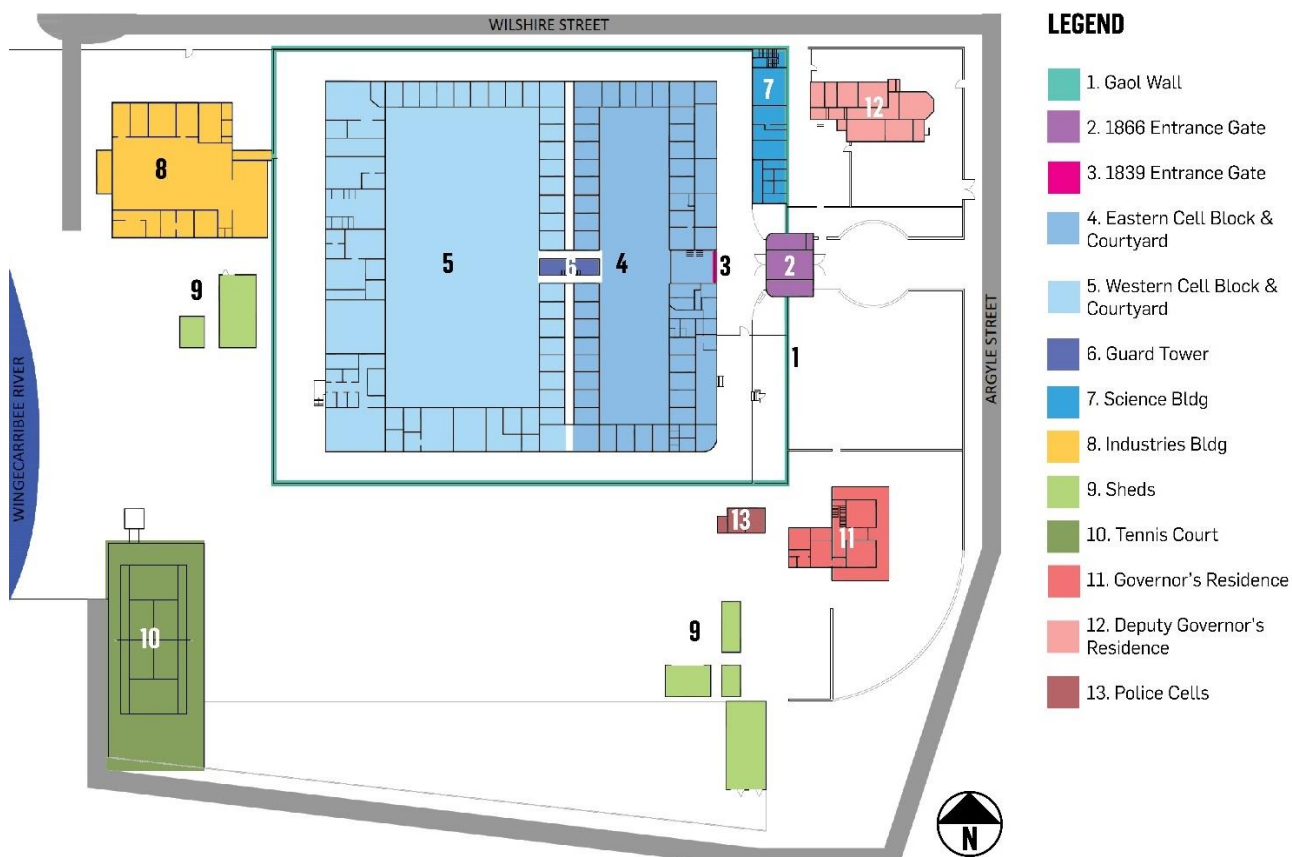 WILSHIRE STREET
7
12
8
5
6
4
3
2
9
1
ARGYLE STREET
WINGECARRIBEE RIVER
13
11
9
10
N
LEGEND
1. Gaol Wall
2. 1866 Entrance Gate
3. 1839 Entrance Gate
4. Eastern Cell Block &
Courtyard
5. Western Cell Block &
Courtyard
6. Guard Tower
7. Science Bldg
8. Industries Bldg
9. Sheds
10. Tennis Court
11. Governor's Residence
12. Deputy Governor's
Residence
13. Police Cells